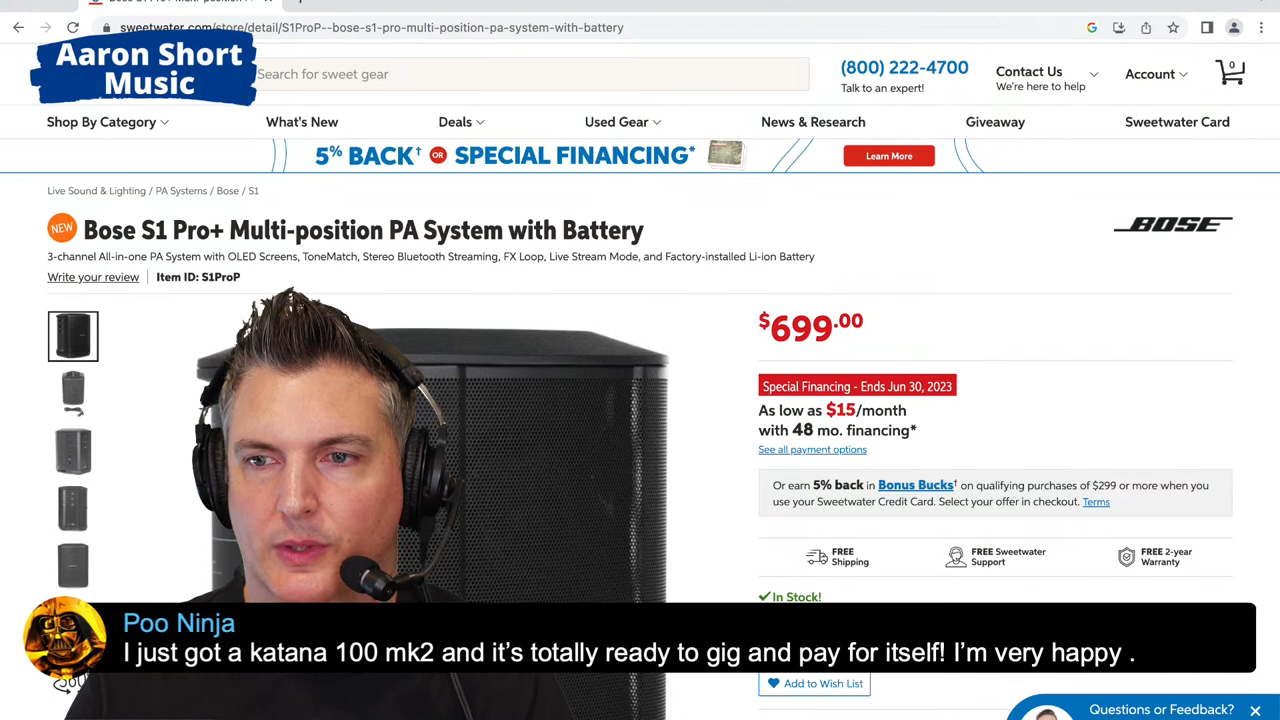 Bose S1 Pro+ Multi-position PA
sweetwater.com/store/detail/S1ProP--bose-s1-pro-multi-position-pa-system-with-battery
Aaron Short
Music
Search for sweet gear
(800) 222-4700
Talk to an expert!
Contact Us
We're here to help
Account
0
Shop By Category
What's New
Deals
Used Gear
News & Research
Giveaway
Sweetwater Card
5% BACK† OR SPECIAL FINANCING*
Learn More
Live Sound & Lighting / PA Systems / Bose / S1
NEW
Bose S1 Pro+ Multi-position PA System with Battery
BOSE
3-channel All-in-one PA System with OLED Screens, ToneMatch, Stereo Bluetooth Streaming, FX Loop, Live Stream Mode, and Factory-installed Li-ion Battery
Write your review
Item ID: S1ProP
$699.00
Special Financing - Ends Jun 30, 2023
As low as $15/month
with 48 mo. financing*
See all payment options
Or earn 5% back in Bonus Bucks† on qualifying purchases of $299 or more when you
use your Sweetwater Credit Card. Select your offer in checkout. Terms
FREE
Shipping
FREE Sweetwater
Support
FREE 2-year
Warranty
In Stock!
Poo Ninja
I just got a katana 100 mk2 and it's totally ready to gig and pay for itself! I'm very happy .
Add to Wish List
Questions or Feedback?